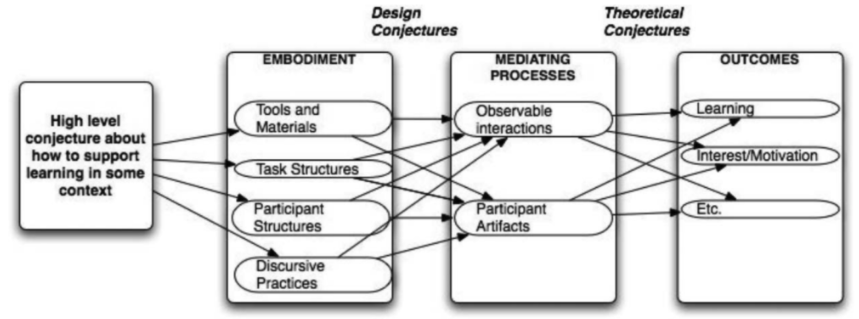 Design
Conjectures
Theoretical
Conjectures
High level
conjecture about
how to support
learning in some
context
EMBODIMENT
Tools and
Materials
Task Structures
Participant
Structures
Discursive
Practices
MEDIATING
PROCESSES
Observable
interactions
Participant
Artifacts
OUTCOMES
Learning
Interest/Motivation
Etc.